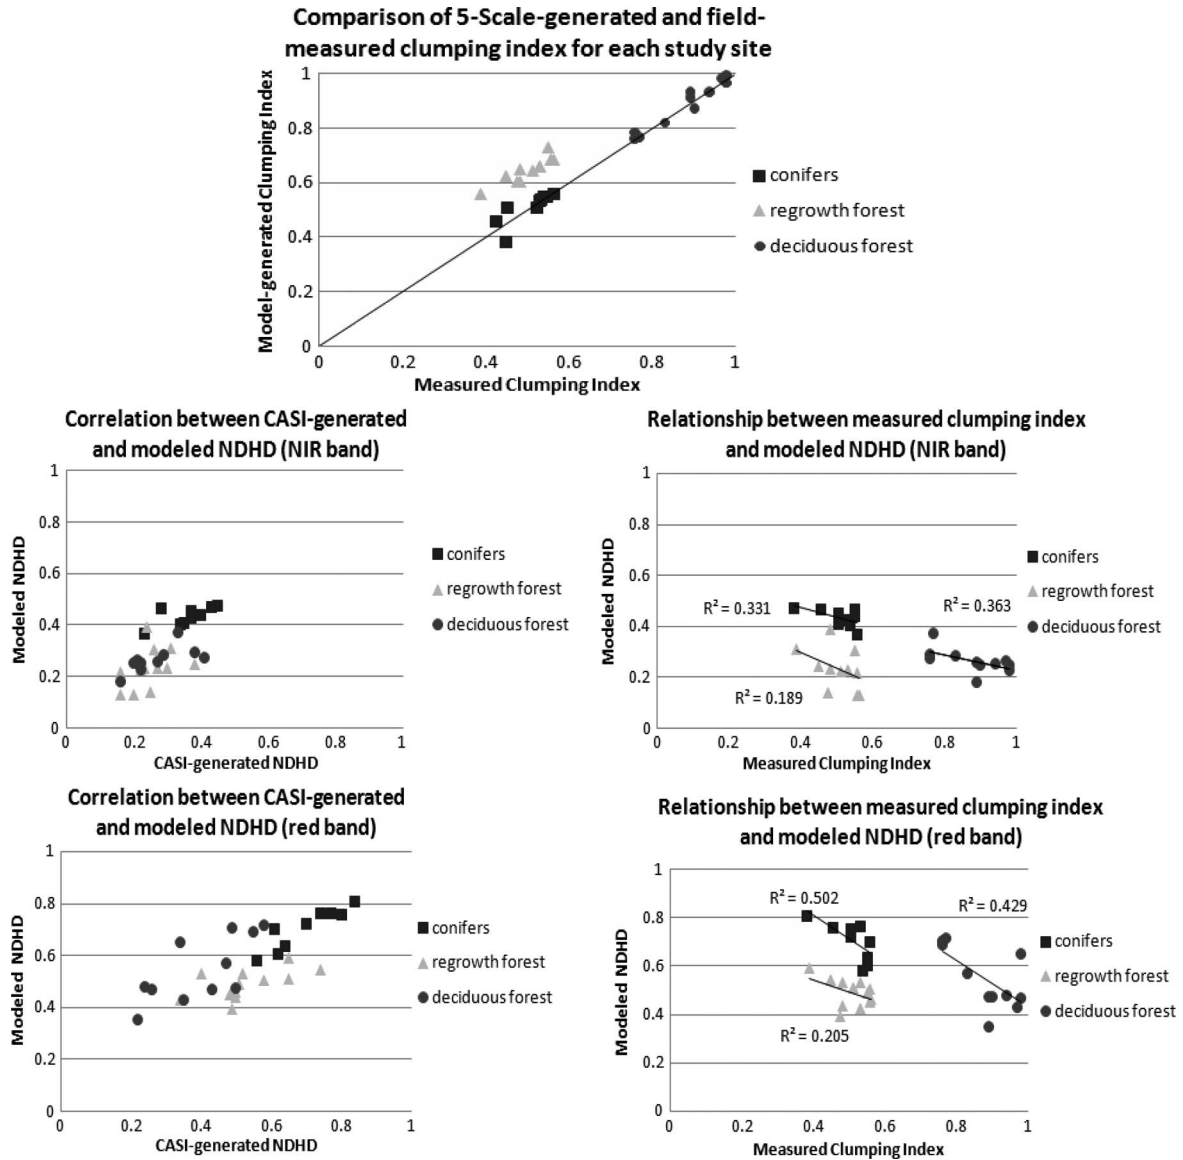 Comparison of 5-Scale-generated and field-
measured clumping index for each study site
Model-generated Clumping Index
1
0.8
0.6
0.4
0.2
0
0 0.2 0.4 0.6 0.8 1
Measured Clumping Index
conifers
regrowth forest
deciduous forest
Correlation between CASI-generated
and modeled NDHD (NIR band)
Modeled NDHD
1
0.8
0.6
0.4
0.2
0
0 0.2 0.4 0.6 0.8 1
CASI-generated NDHD
conifers
regrowth forest
deciduous forest
Relationship between measured clumping index
and modeled NDHD (NIR band)
Modeled NDHD
1
0.8
0.6
0.4
0.2
0
R² = 0.331
R² = 0.363
R² = 0.189
0 0.2 0.4 0.6 0.8 1
Measured Clumping Index
conifers
regrowth forest
deciduous forest
Correlation between CASI-generated
and modeled NDHD (red band)
Modeled NDHD
1
0.8
0.6
0.4
0.2
0
0 0.2 0.4 0.6 0.8 1
CASI-generated NDHD
conifers
regrowth forest
deciduous forest
Relationship between measured clumping index
and modeled NDHD (red band)
Modeled NDHD
1
0.8
0.6
0.4
0.2
0
R² = 0.502
R² = 0.429
R² = 0.205
0 0.2 0.4 0.6 0.8 1
Measured Clumping Index
conifers
regrowth forest
deciduous forest